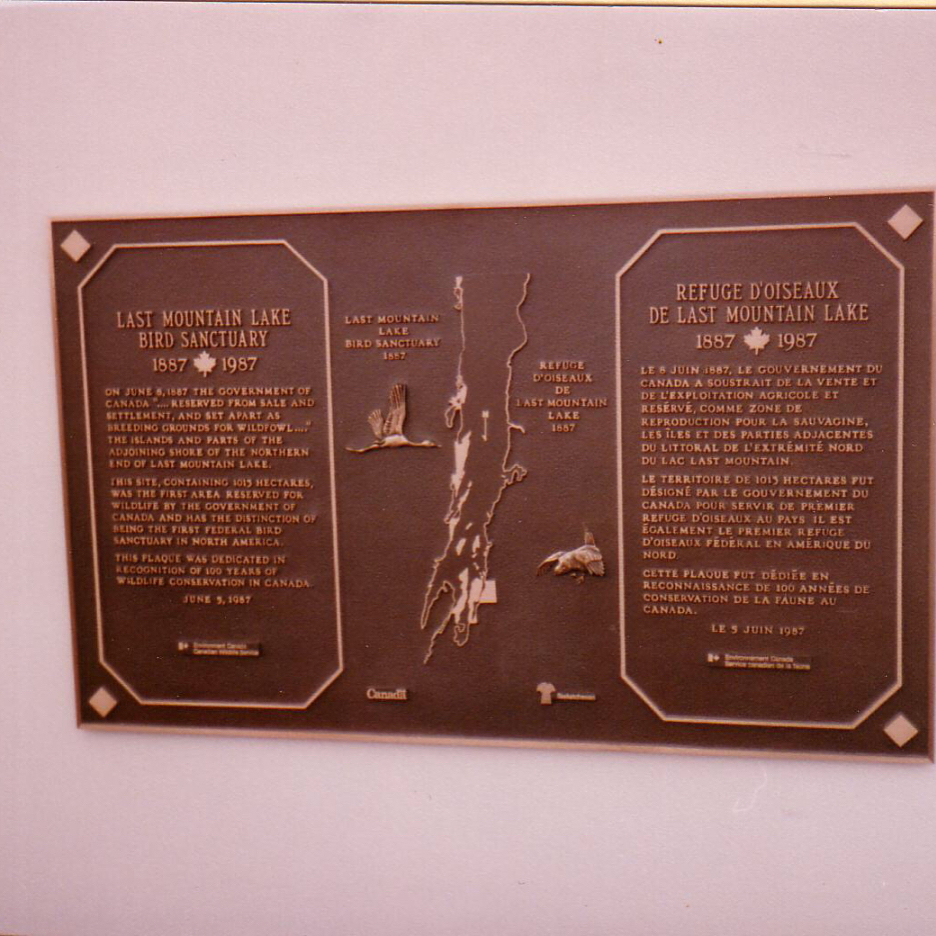 LAST MOUNTAIN LAKE
BIRD SANCTUARY
1887 1987
ON JUNE 8, 1887 THE GOVERNMENT OF
CANADA "... RESERVED FROM SALE AND
SETTLEMENT, AND SET APART AS
BREEDING GROUNDS FOR WILDFOWL ..."
THE ISLANDS AND PARTS OF THE
ADJOINING SHORE OF THE NORTHERN
END OF LAST MOUNTAIN LAKE.
THIS SITE, CONTAINING 1013 HECTARES,
WAS THE FIRST AREA RESERVED FOR
WILDLIFE BY THE GOVERNMENT OF
CANADA AND HAS THE DISTINCTION OF
BEING THE FIRST FEDERAL BIRD
SANCTUARY IN NORTH AMERICA.
THIS PLAQUE WAS DEDICATED IN
RECOGNITION OF 100 YEARS OF
WILDLIFE CONSERVATION IN CANADA.
JUNE 5, 1987
Environment Canada
Canadian Wildlife Service
LAST MOUNTAIN
LAKE
BIRD SANCTUARY
1887
REFUGE
D'OISEAUX
DE
LAST MOUNTAIN
LAKE
1887
Canada
Saskatchewan
REFUGE D'OISEAUX
DE LAST MOUNTAIN LAKE
1887 1987
LE 8 JUIN 1887, LE GOUVERNEMENT DU
CANADA A SOUSTRAIT DE LA VENTE ET
DE L'EXPLOITATION AGRICOLE ET
RESERVÉ, COMME ZONE DE
REPRODUCTION POUR LA SAUVAGINE,
LES ÎLES ET DES PARTIES ADJACENTES
DU LITTORAL DE L'EXTRÉMITÉ NORD
DU LAC LAST MOUNTAIN.
LE TERRITOIRE DE 1013 HECTARES FUT
DÉSIGNÉ PAR LE GOUVERNEMENT DU
CANADA POUR SERVIR DE PREMIER
REFUGE D'OISEAUX AU PAYS. IL EST
ÉGALEMENT LE PREMIER REFUGE
D'OISEAUX FÉDÉRAL EN AMÉRIQUE DU
NORD.
CETTE PLAQUE FUT DÉDIÉE EN
RECONNAISSANCE DE 100 ANNÉES DE
CONSERVATION DE LA FAUNE AU
CANADA.
LE 5 JUIN 1987
Environnement Canada
Service canadien de la faune